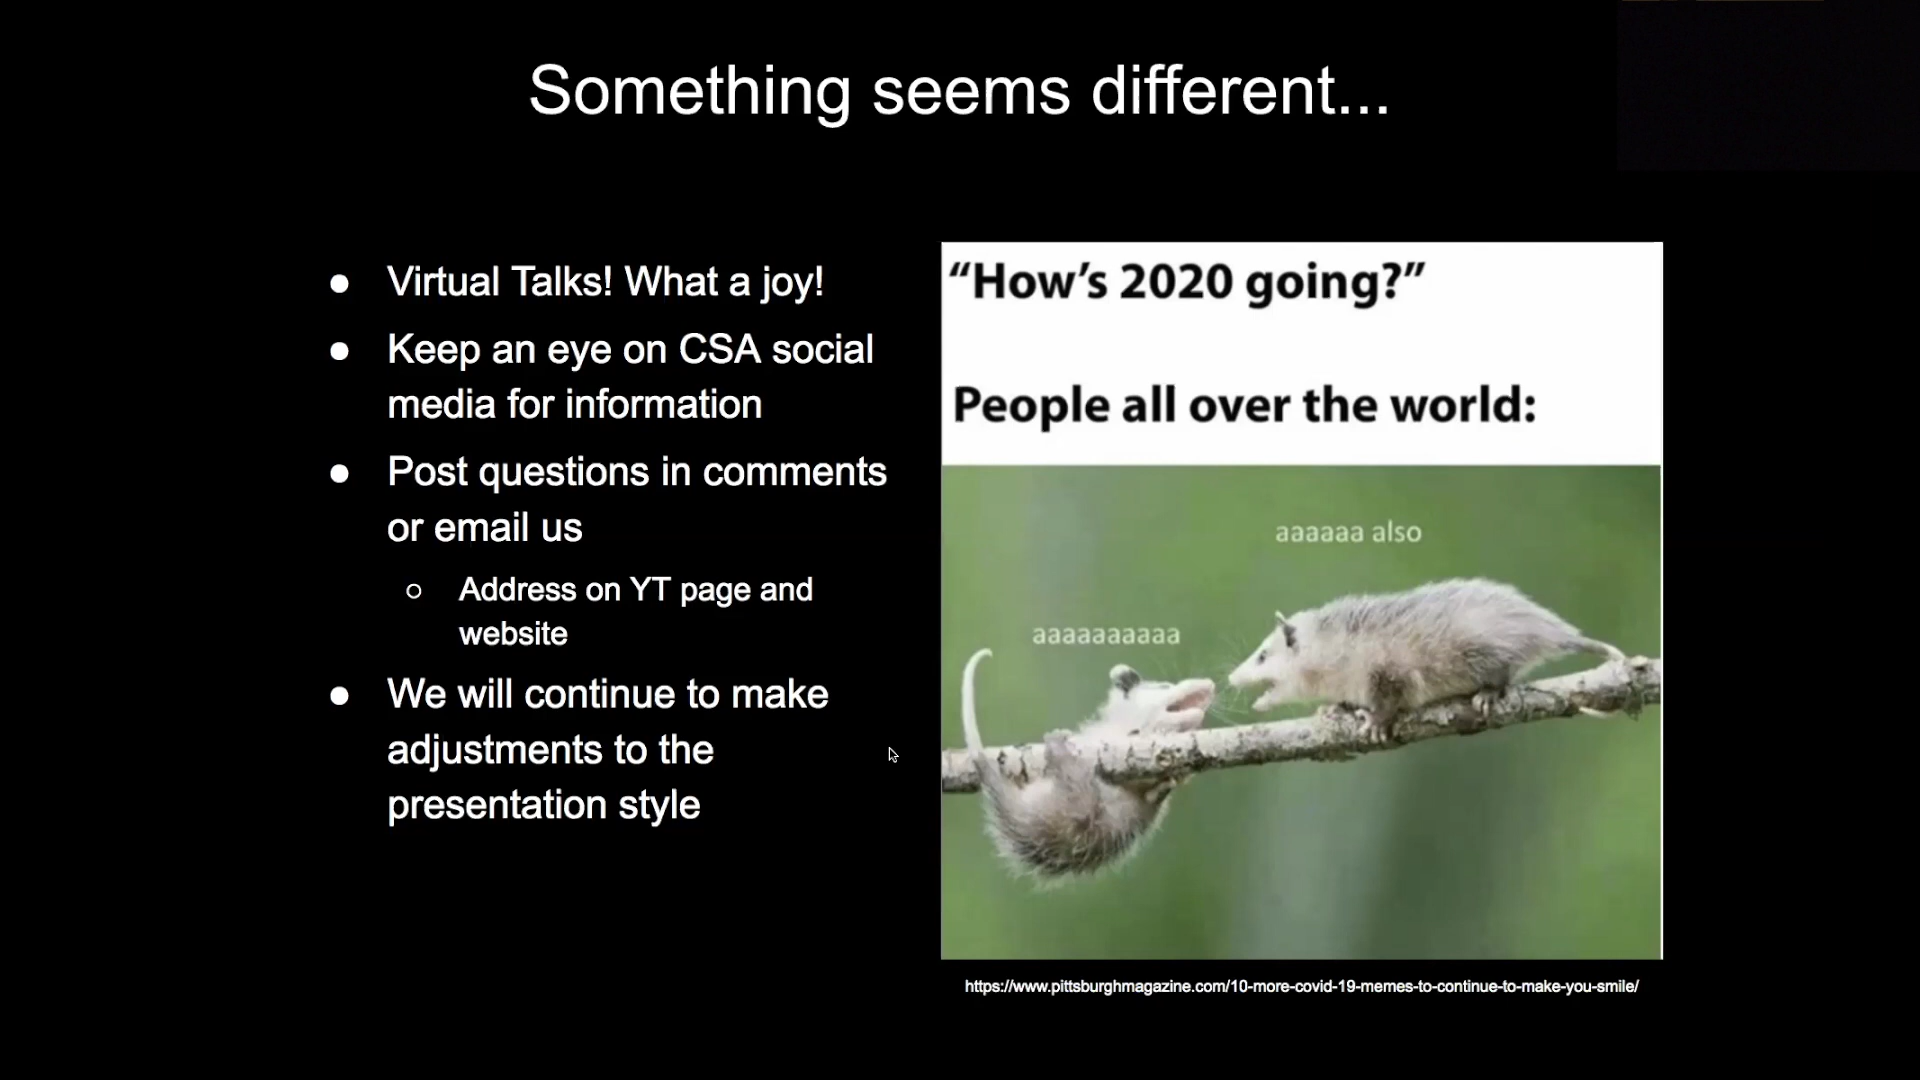 Something seems different...
● Virtual Talks! What a joy!
● Keep an eye on CSA social
media for information
● Post questions in comments
or email us
○ Address on YT page and
website
● We will continue to make
adjustments to the
presentation style
“How’s 2020 going?”
People all over the world:
aaaaaa also
aaaaaaaaaa
https://www.pittsburghmagazine.com/10-more-covid-19-memes-to-continue-to-make-you-smile/